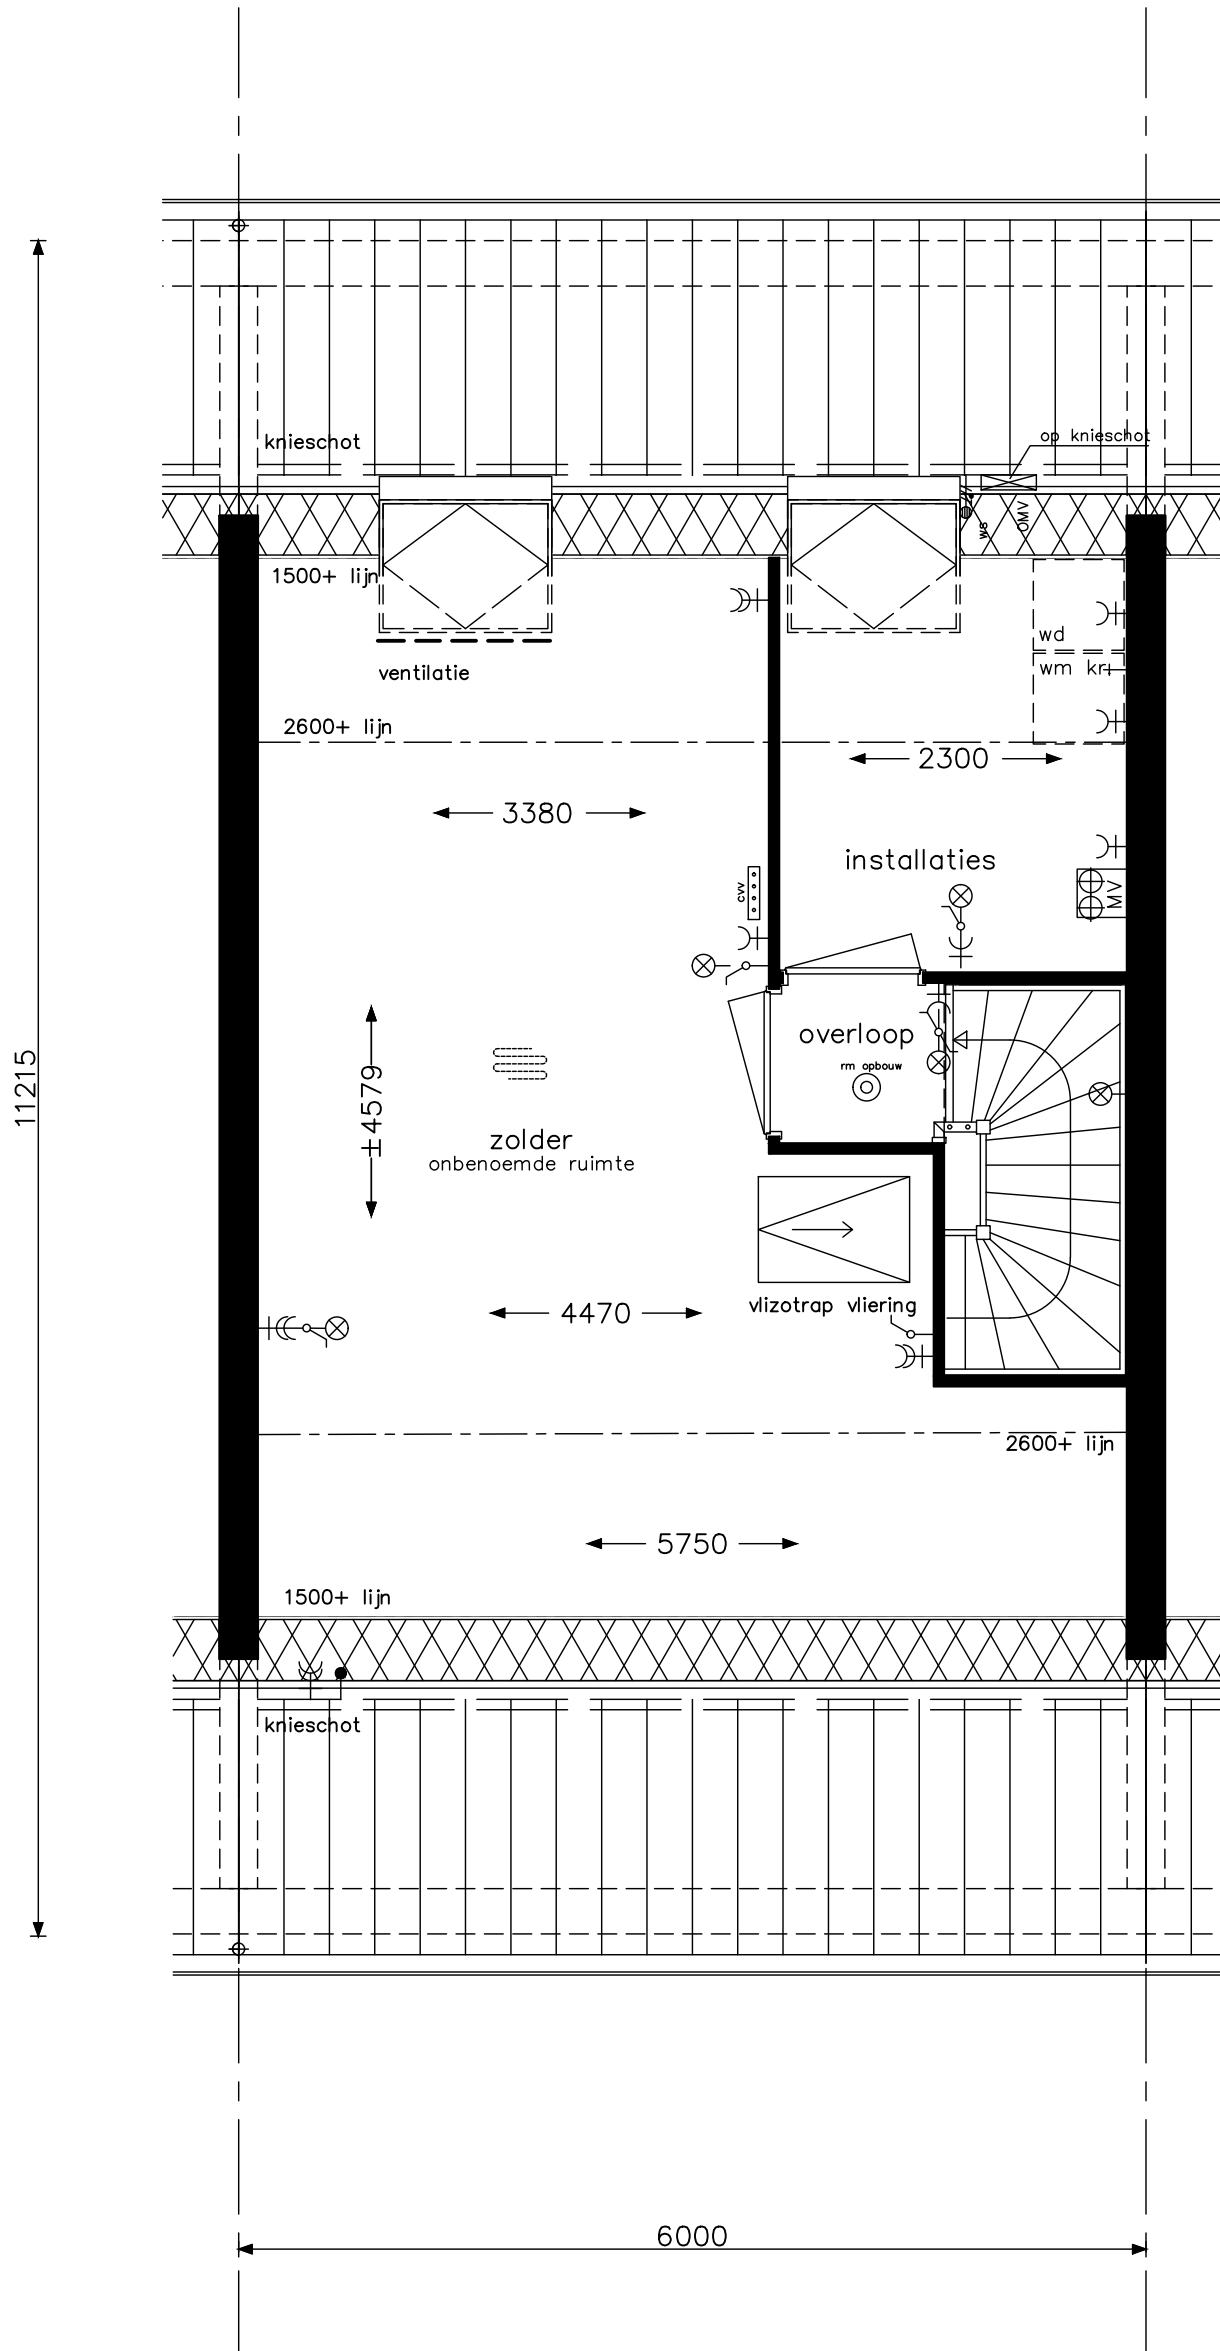 knieschot
op knieschot
ws
OMV
1500+ lijn
wd
wm kr.
ventilatie
2600+ lijn
2300
3380
installaties
cvv
MV
overloop
rm opbouw
11215
±4579
zolder
onbenoemde ruimte
vlizotrap vliering
4470
2600+ lijn
5750
1500+ lijn
knieschot
6000